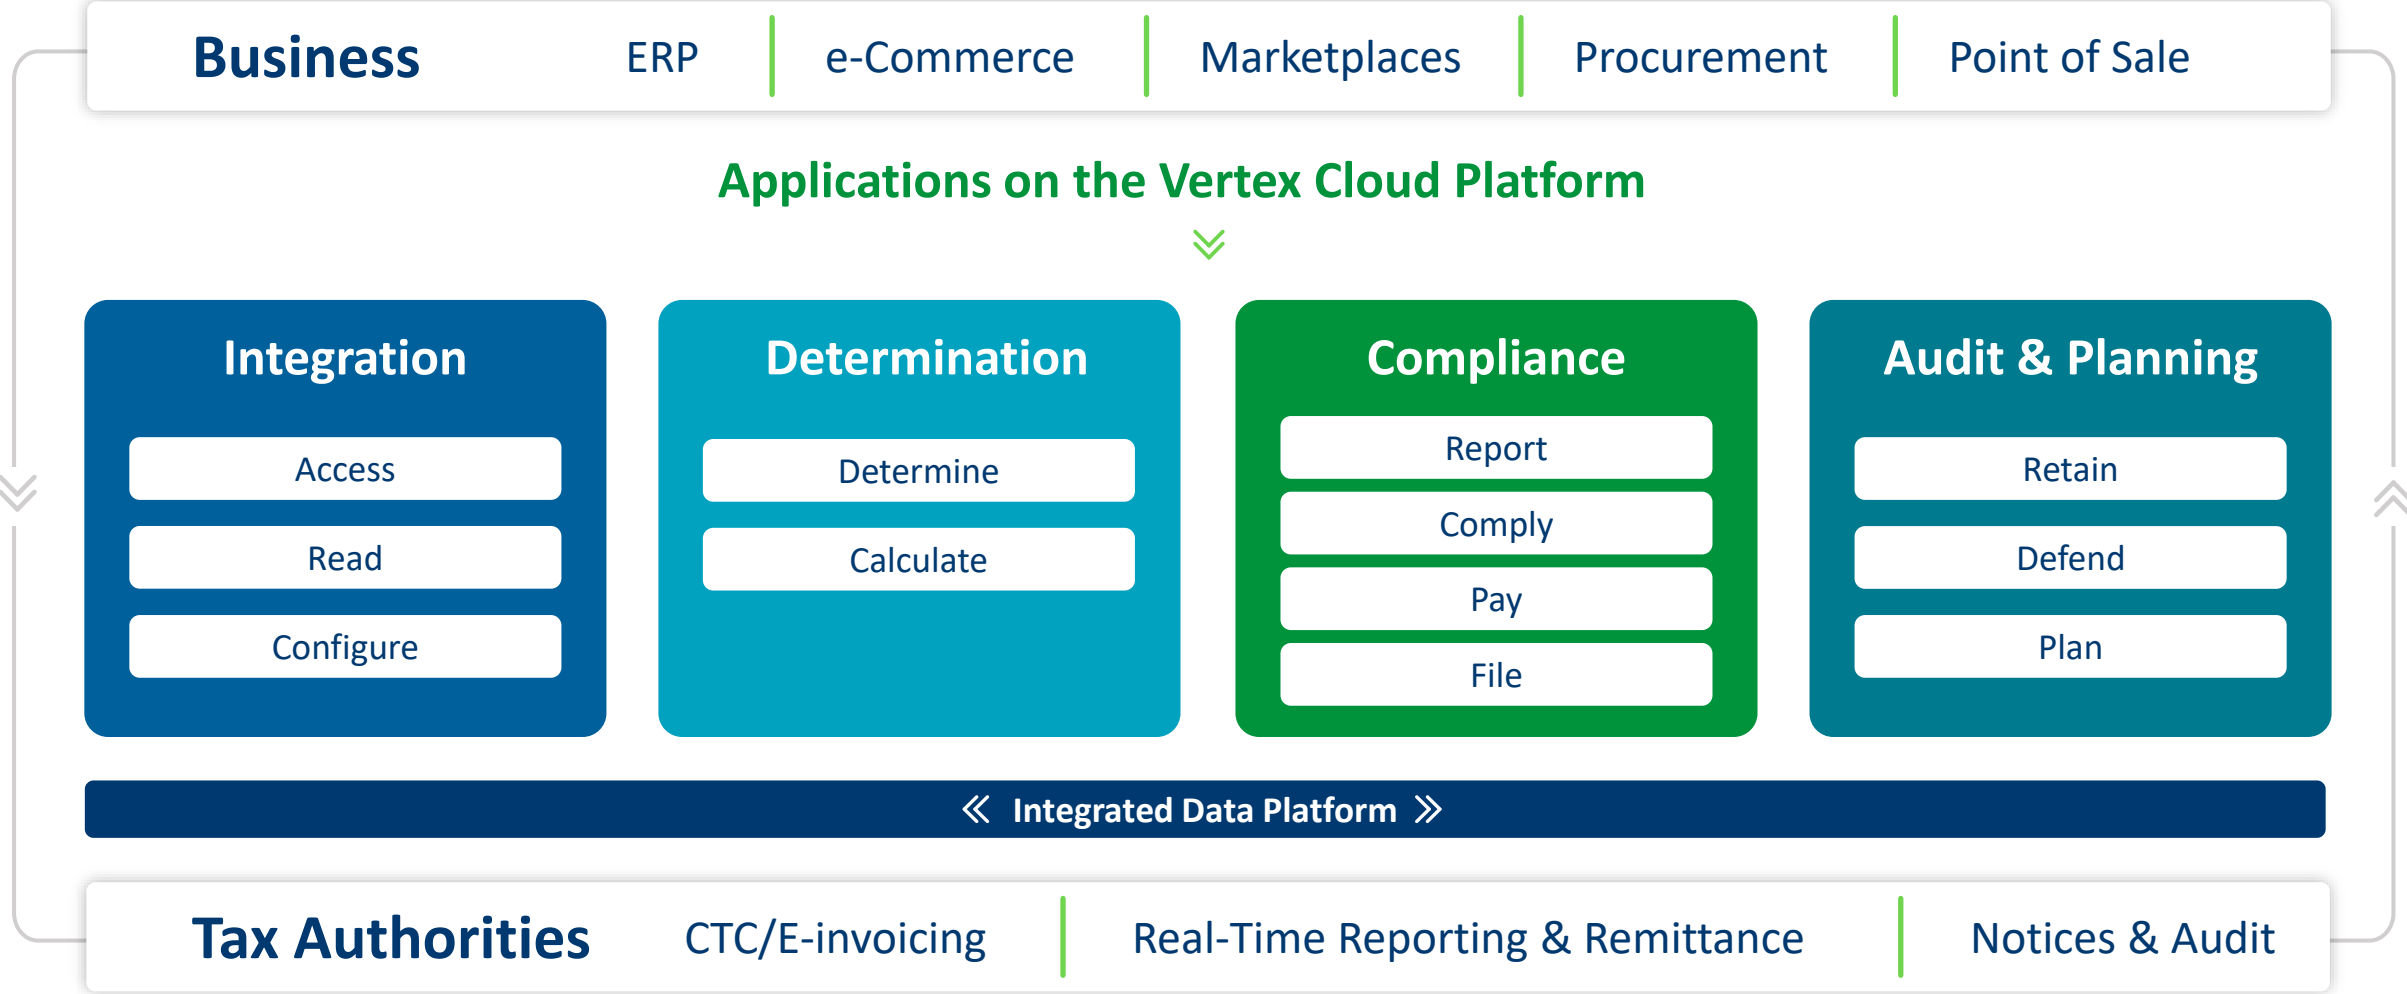 Business ERP e-Commerce Marketplaces Procurement Point of Sale
Applications on the Vertex Cloud Platform
Integration
Access
Read
Configure
Determination
Determine
Calculate
Compliance
Report
Comply
Pay
File
Audit & Planning
Retain
Defend
Plan
Integrated Data Platform
Tax Authorities CTC/E-invoicing Real-Time Reporting & Remittance Notices & Audit